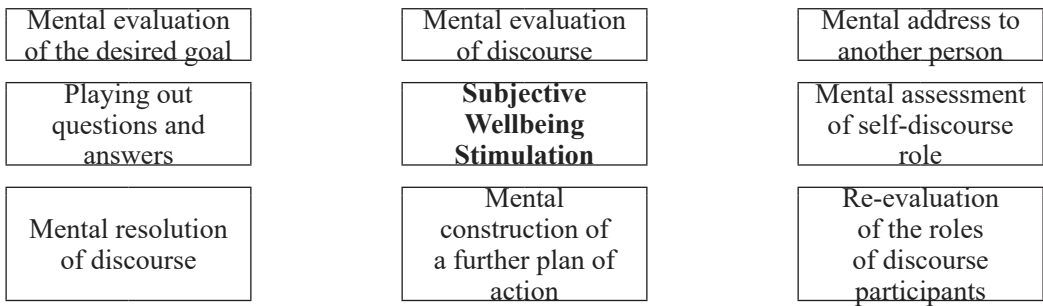 Mental evaluation
of the desired goal
Mental evaluation
of discourse
Mental address to
another person
Playing out
questions and
answers
Subjective
Wellbeing
Stimulation
Mental assessment
of self-discourse
role
Mental resolution
of discourse
Mental
construction of
a further plan of
action
Re-evaluation
of the roles
of discourse
participants